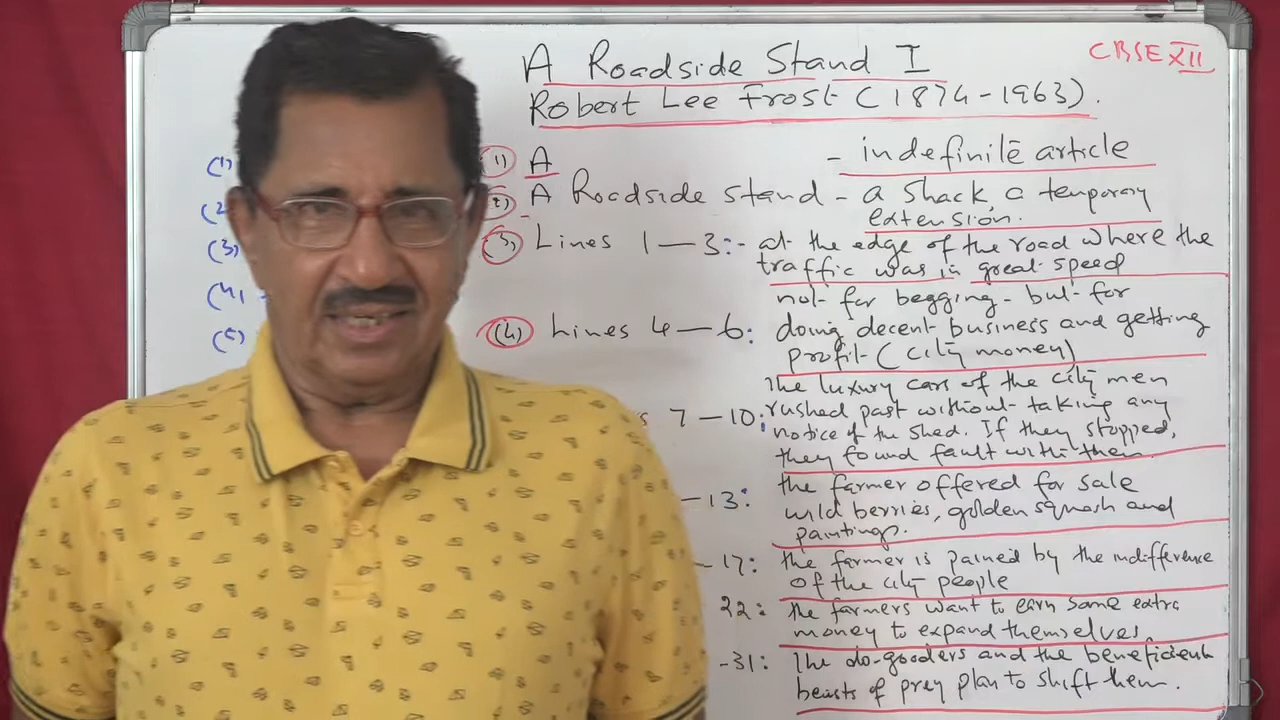 A Roadside Stand I
CBSE XII
Robert Lee Frost (1874-1963).
(1) (1) A - indefinite article
(2 (2) A Roadside Stand - a shack, a temporary
extension.
(3) (3) Lines 1-3:- at the edge of the road where the
traffic was in great speed
(4) (4) Lines 4-6: not for begging - but for
doing decent business and getting
profit (city money)
7-10: The luxury cars of the city men
rushed past without taking any
notice of the shed. If they stopped,
they found fault with them.
-13: the farmer offered for sale
wild berries, golden squash and
paintings.
-17: the farmer is pained by the indifference
of the city people
22: the farmers want to earn some extra
money to expand themselves.
-31: The do-gooders and the beneficient
beasts of prey plan to shift them.